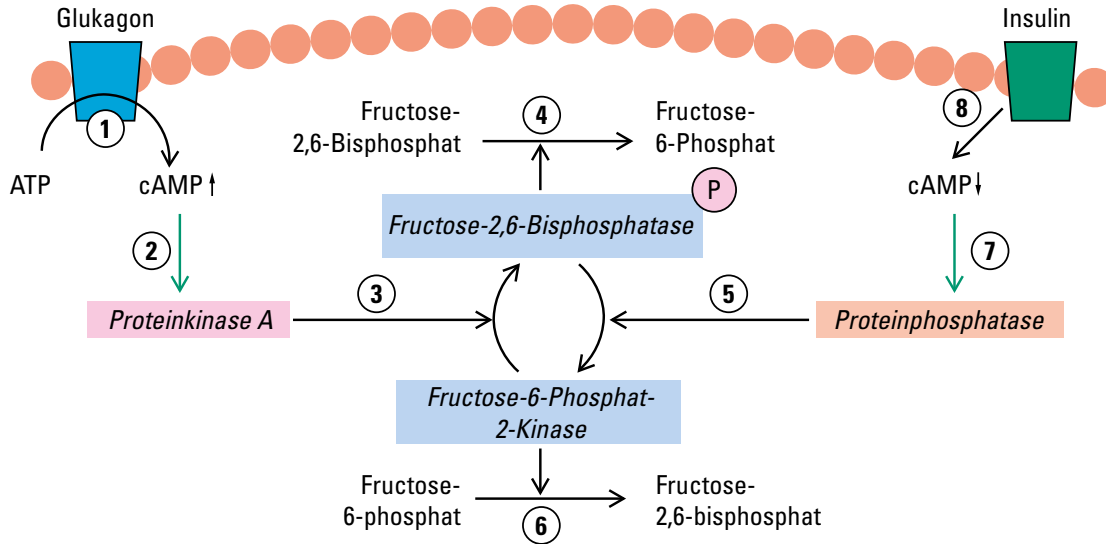 Glukagon
Insulin
1
ATP
cAMP↑
2
Proteinkinase A
3
Fructose-
2,6-Bisphosphat
4
Fructose-
6-Phosphat
P
Fructose-2,6-Bisphosphatase
5
8
cAMP↓
7
Proteinphosphatase
Fructose-6-Phosphat-
2-Kinase
Fructose-
6-phosphat
6
Fructose-
2,6-bisphosphat